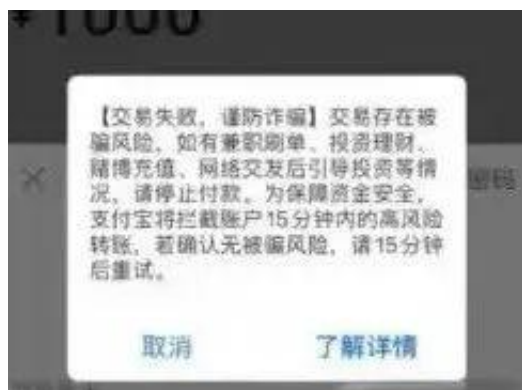 ¥1000
【交易失败，谨防诈骗】交易存在被
骗风险，如有兼职刷单、投资理财、
赌博充值、网络交友后引导投资等情
况，请停止付款。为保障资金安全，
支付宝将拦截账户15分钟内的高风险
转账，若确认无被骗风险，请15分钟
后重试。
密码
取消
了解详情